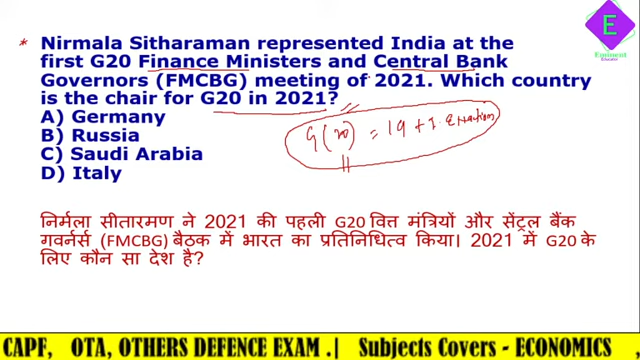 * Nirmala Sitharaman represented India at the
first G20 Finance Ministers and Central Bank
Governors (FMCBG) meeting of 2021. Which country
is the chair for G20 in 2021?
A) Germany
G(20) = 19 + 1
B) Russia
C) Saudi Arabia
D) Italy
निर्मला सीतारमण ने 2021 की पहली G20 वित्त मंत्रियों और सेंट्रल बैंक
गवर्नर्स (FMCBG) बैठक में भारत का प्रतिनिधित्व किया। 2021 में G20 के
लिए कौन सा देश है?
Eminent
Educator
CAPF, OTA, OTHERS DEFENCE EXAM .| Subjects Covers - ECONOMICS